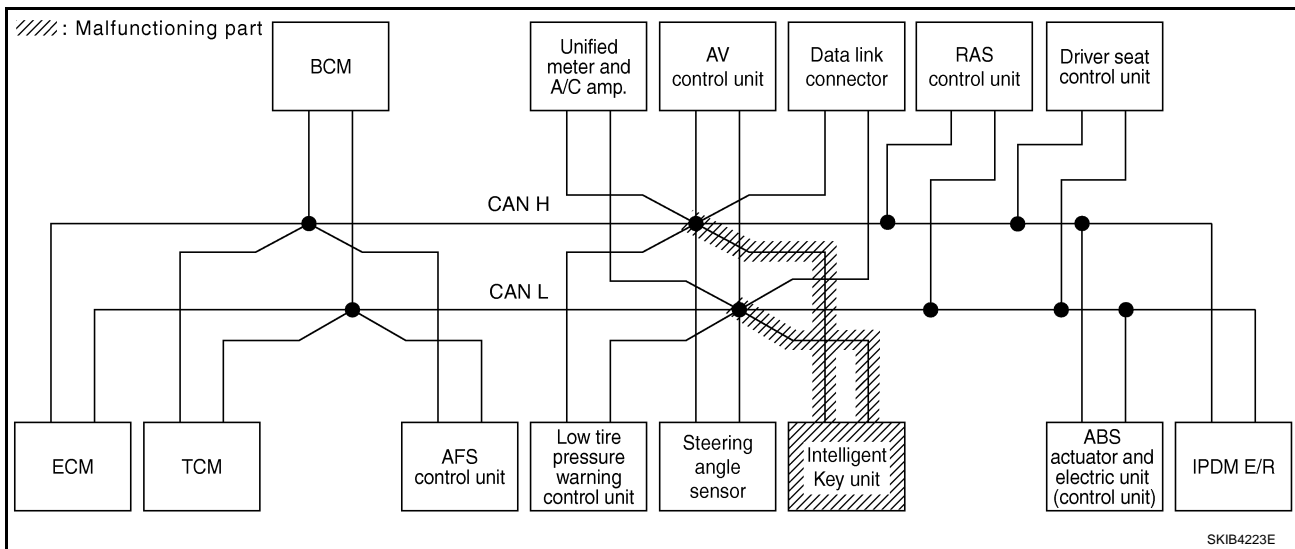 : Malfunctioning part
BCM
Unified
meter and
A/C amp.
AV
control unit
Data link
connector
RAS
control unit
Driver seat
control unit
CAN H
CAN L
ECM
TCM
AFS
control unit
Low tire
pressure
warning
control unit
Steering
angle
sensor
Intelligent
Key unit
ABS
actuator and
electric unit
(control unit)
IPDM E/R
SKIB4223E